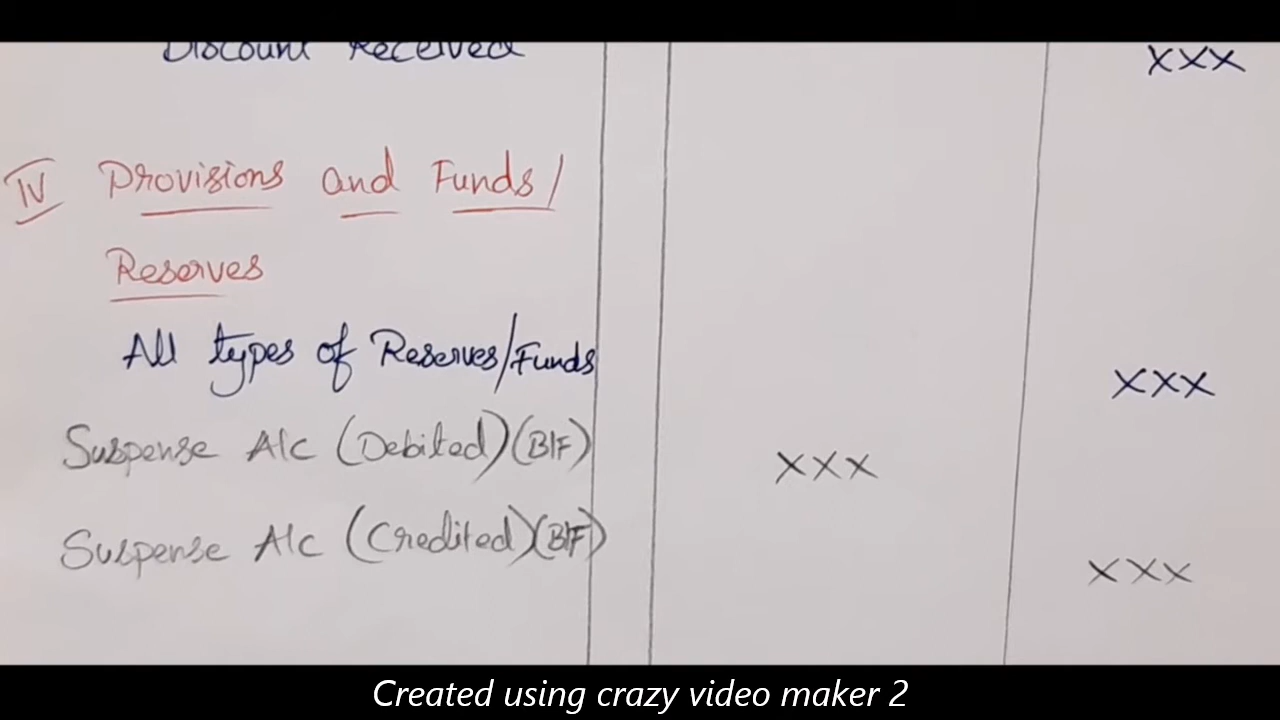 Discount Received XXX
IV Provisions and Funds/
Reserves
All types of Reserves/Funds XXX
Suspense A/c (Debited)(B/F) XXX
Suspense A/c (Credited)(B/F) XXX
Created using crazy video maker 2